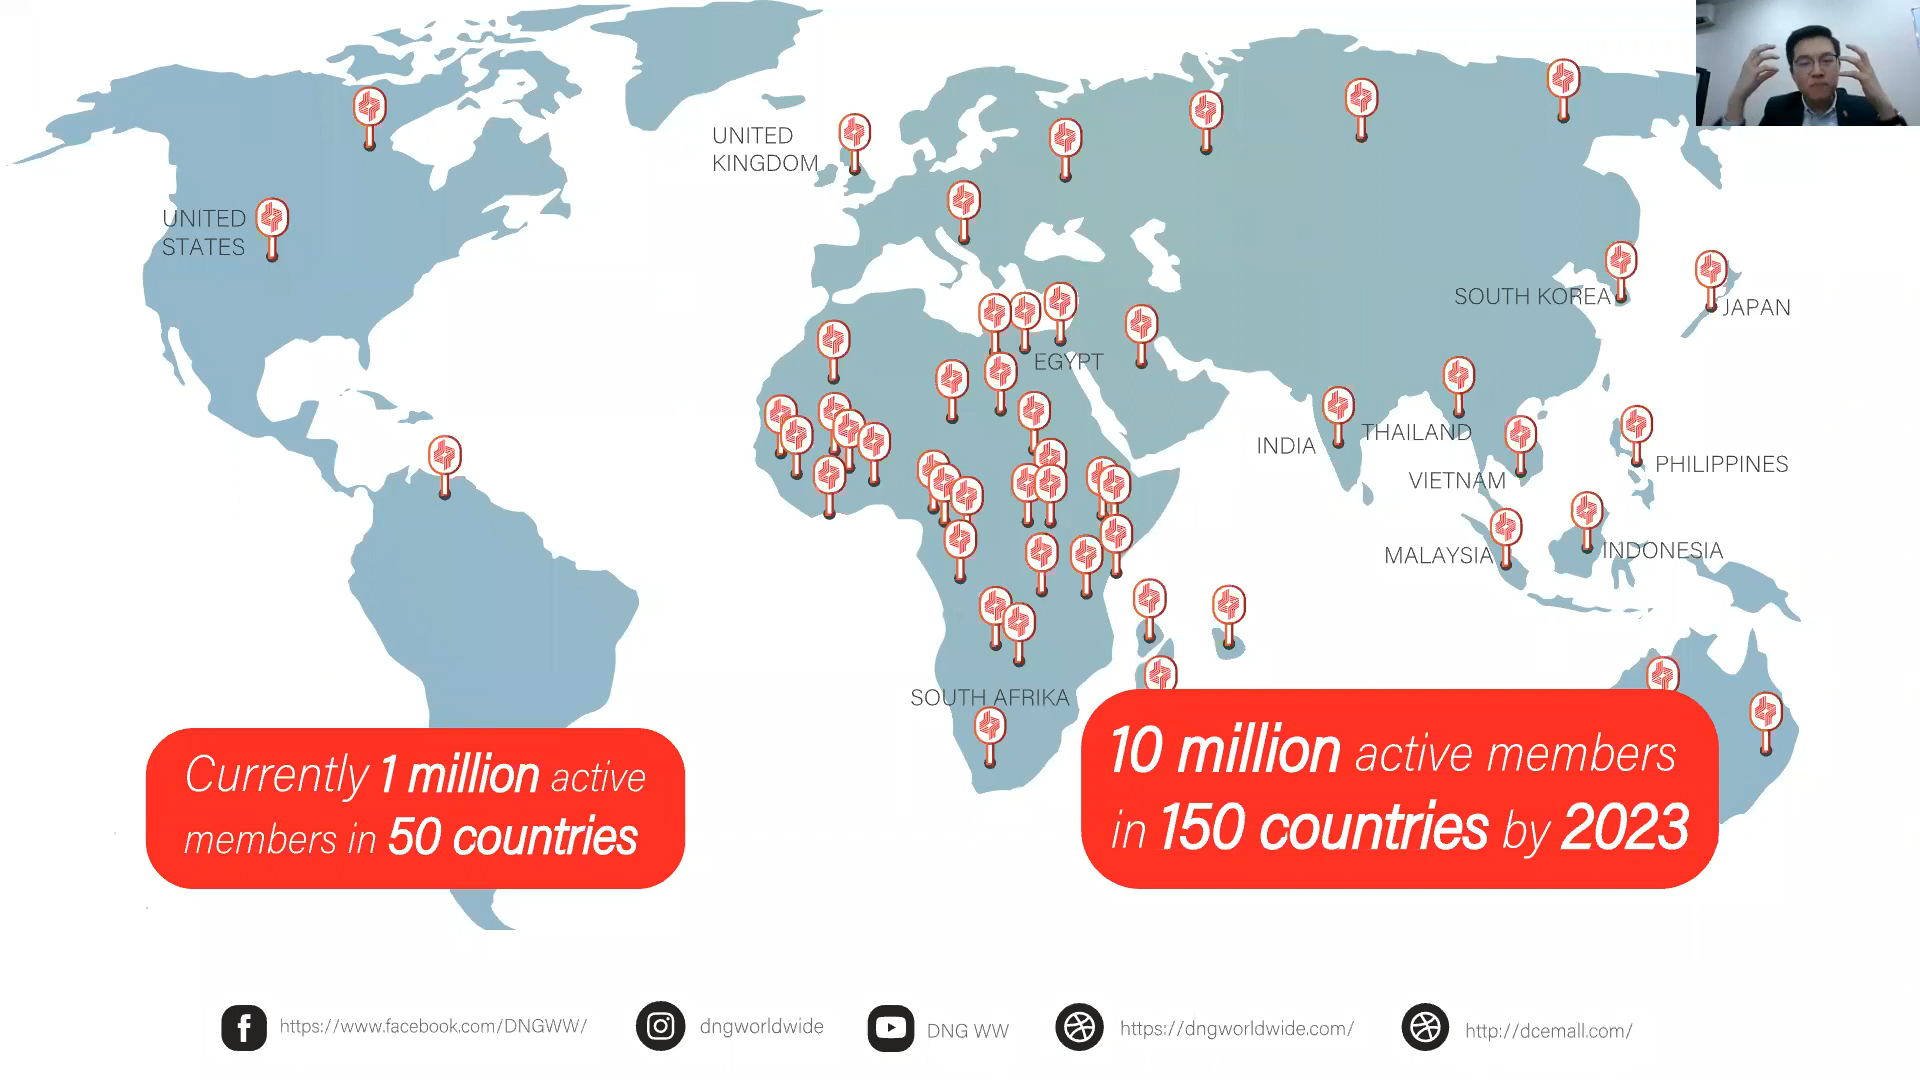 UNITED
KINGDOM
UNITED
STATES
SOUTH KOREA
JAPAN
EGYPT
INDIA
THAILAND
VIETNAM
PHILIPPINES
MALAYSIA
INDONESIA
SOUTH AFRIKA
Currently 1 million active
members in 50 countries
10 million active members
in 150 countries by 2023
https://www.facebook.com/DNGWW/
dngworldwide
DNG WW
https://dngworldwide.com/
http://dcemall.com/